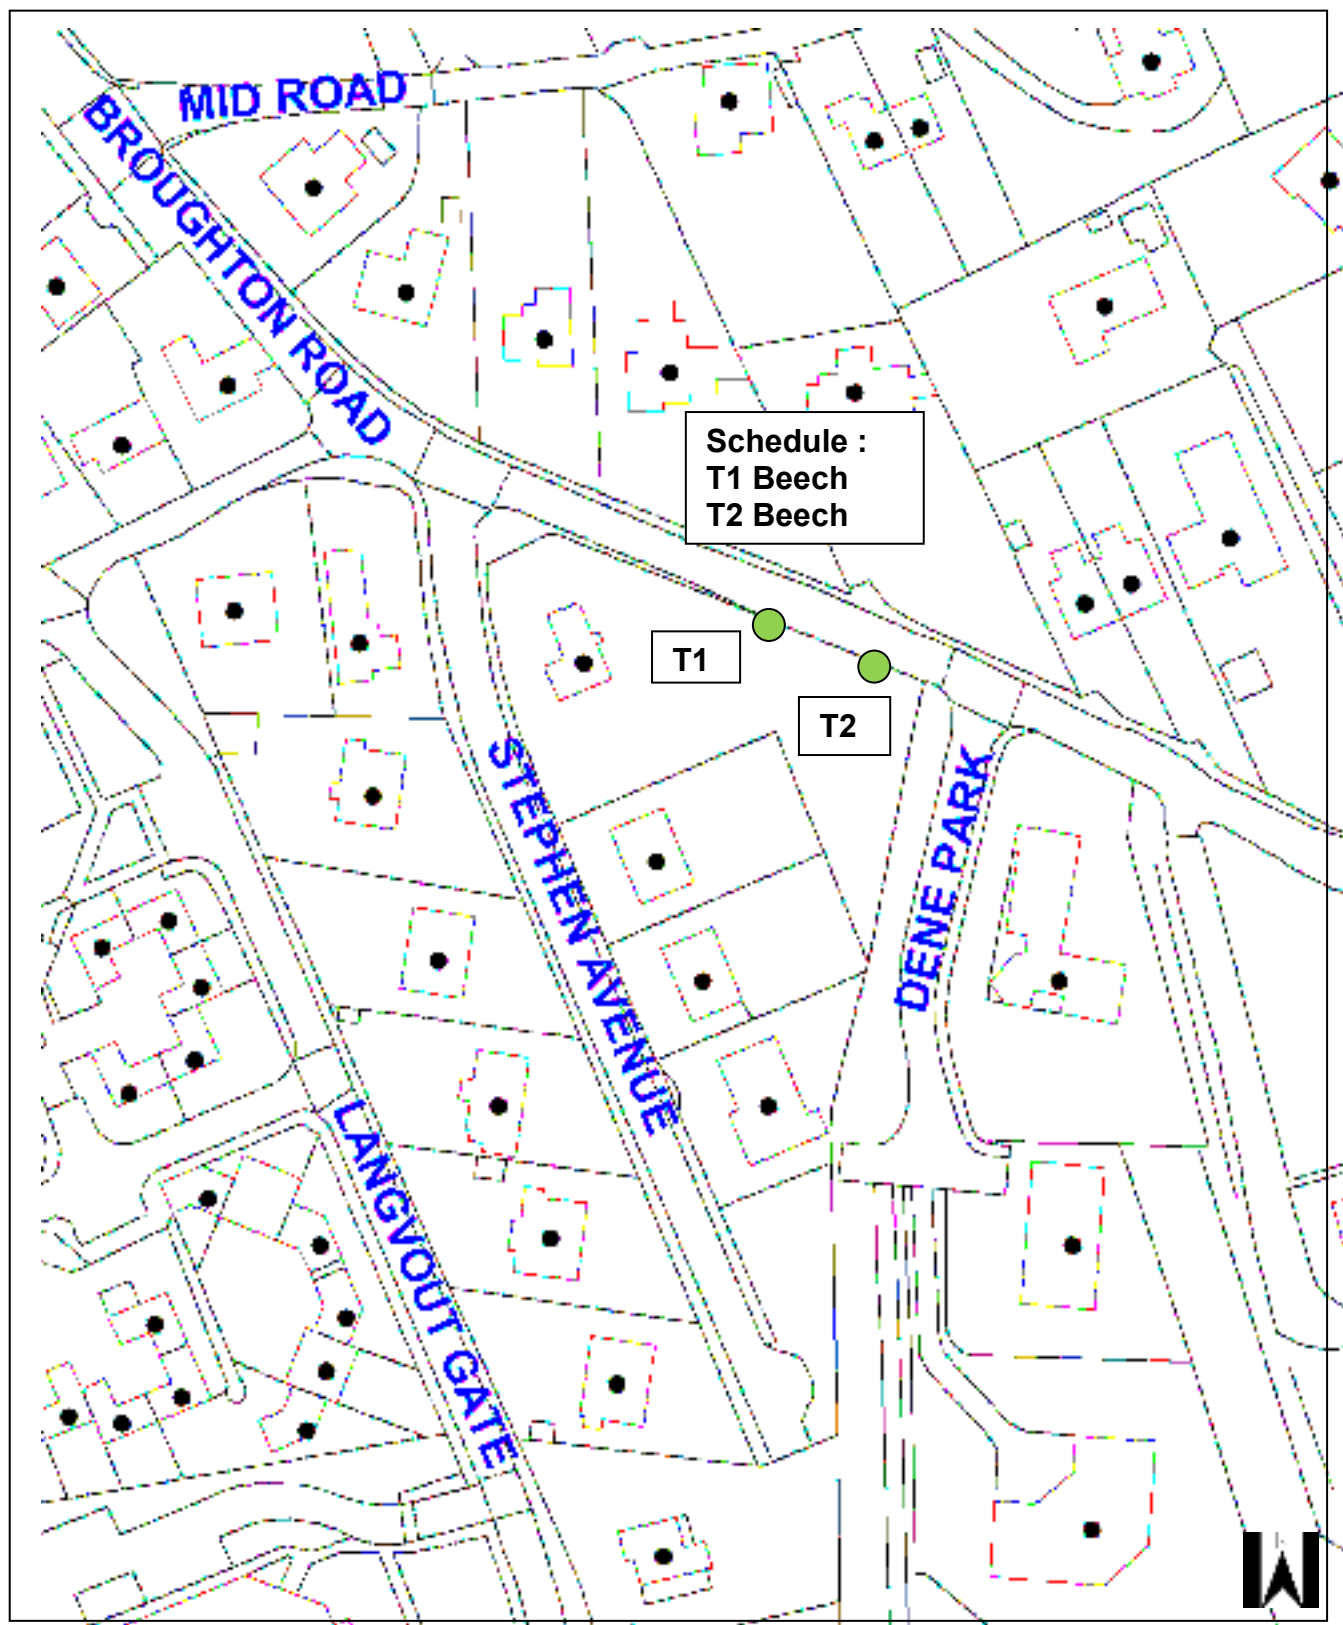 MID ROAD
BROUGHTON ROAD
Schedule :
T1 Beech
T2 Beech
T1
T2
STEPHEN AVENUE
DENE PARK
LANGVOUT GATE